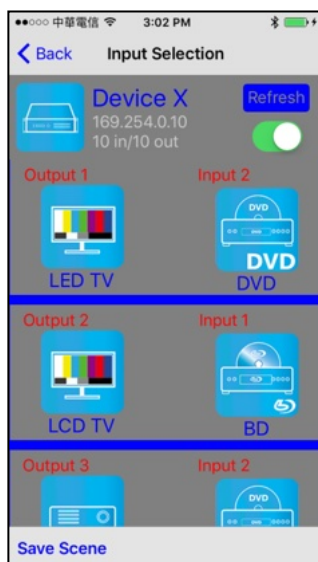 中華電信 3:02 PM
Back Input Selection
Device X
Refresh
169.254.0.10
10 in/10 out
Output 1 Input 2
DVD
DVD
LED TV DVD
Output 2 Input 1
LCD TV BD
Output 3 Input 2
DVD
Save Scene